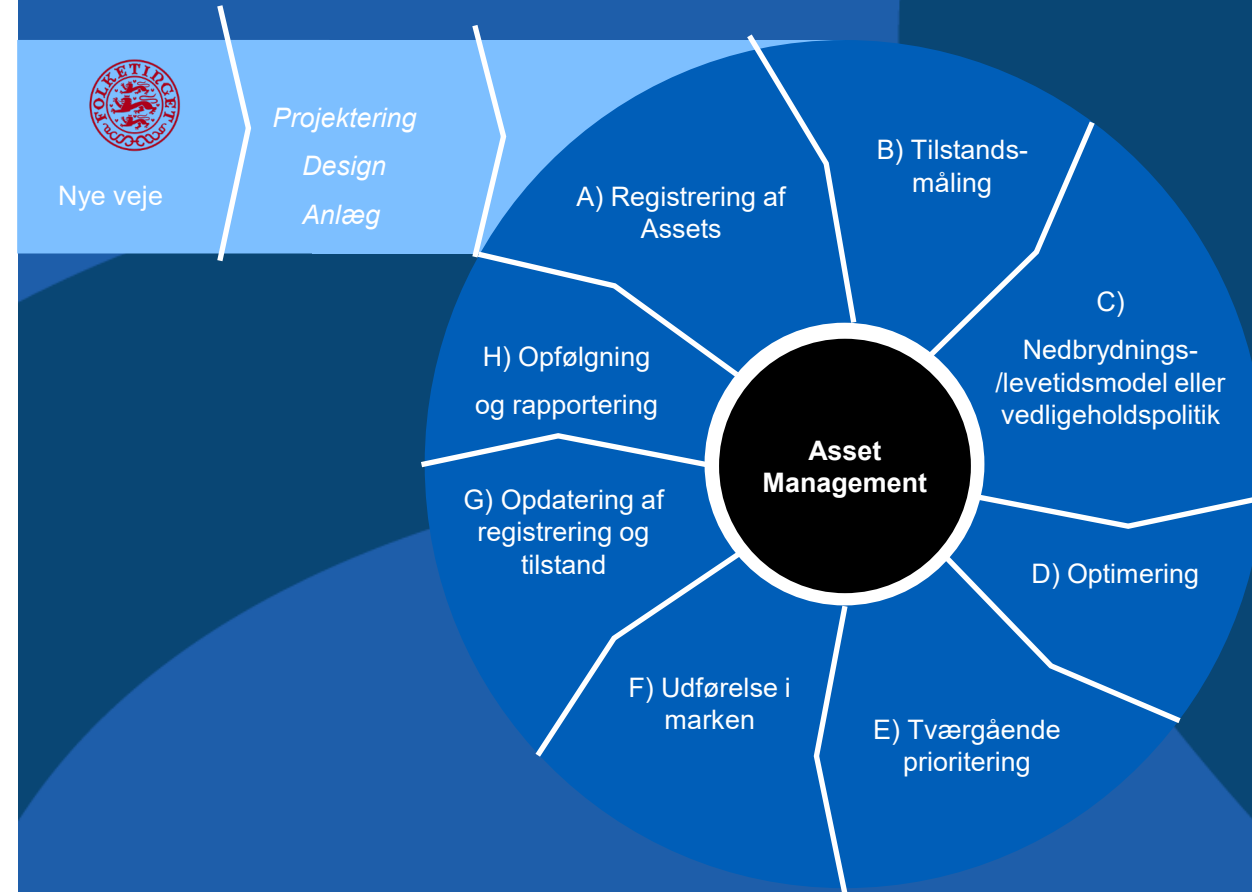 FOLKETINGET
Nye veje
Projektering
Design
Anlæg
A) Registrering af
Assets
B) Tilstands-
måling
C)
Nedbrydnings-
/levetidsmodel eller
vedligeholdspolitik
D) Optimering
E) Tværgående
prioritering
F) Udførelse i
marken
G) Opdatering af
registrering og
tilstand
H) Opfølgning
og rapportering
Asset
Management